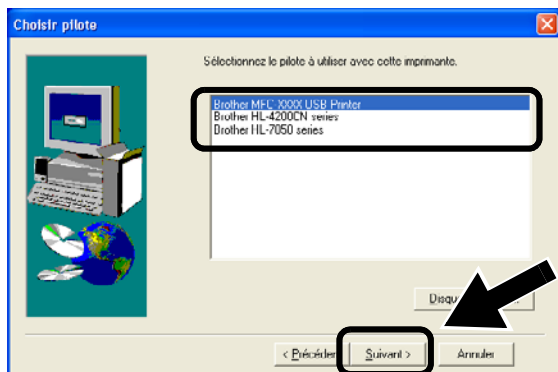 Choisir pilote
Sélectionnez le pilote à utiliser avec cette imprimante.
Brother MFC XXXX USB Printer
Brother HL-4200CN series
Brother HL-7050 series
< Précéden
Suivant >
Annuler